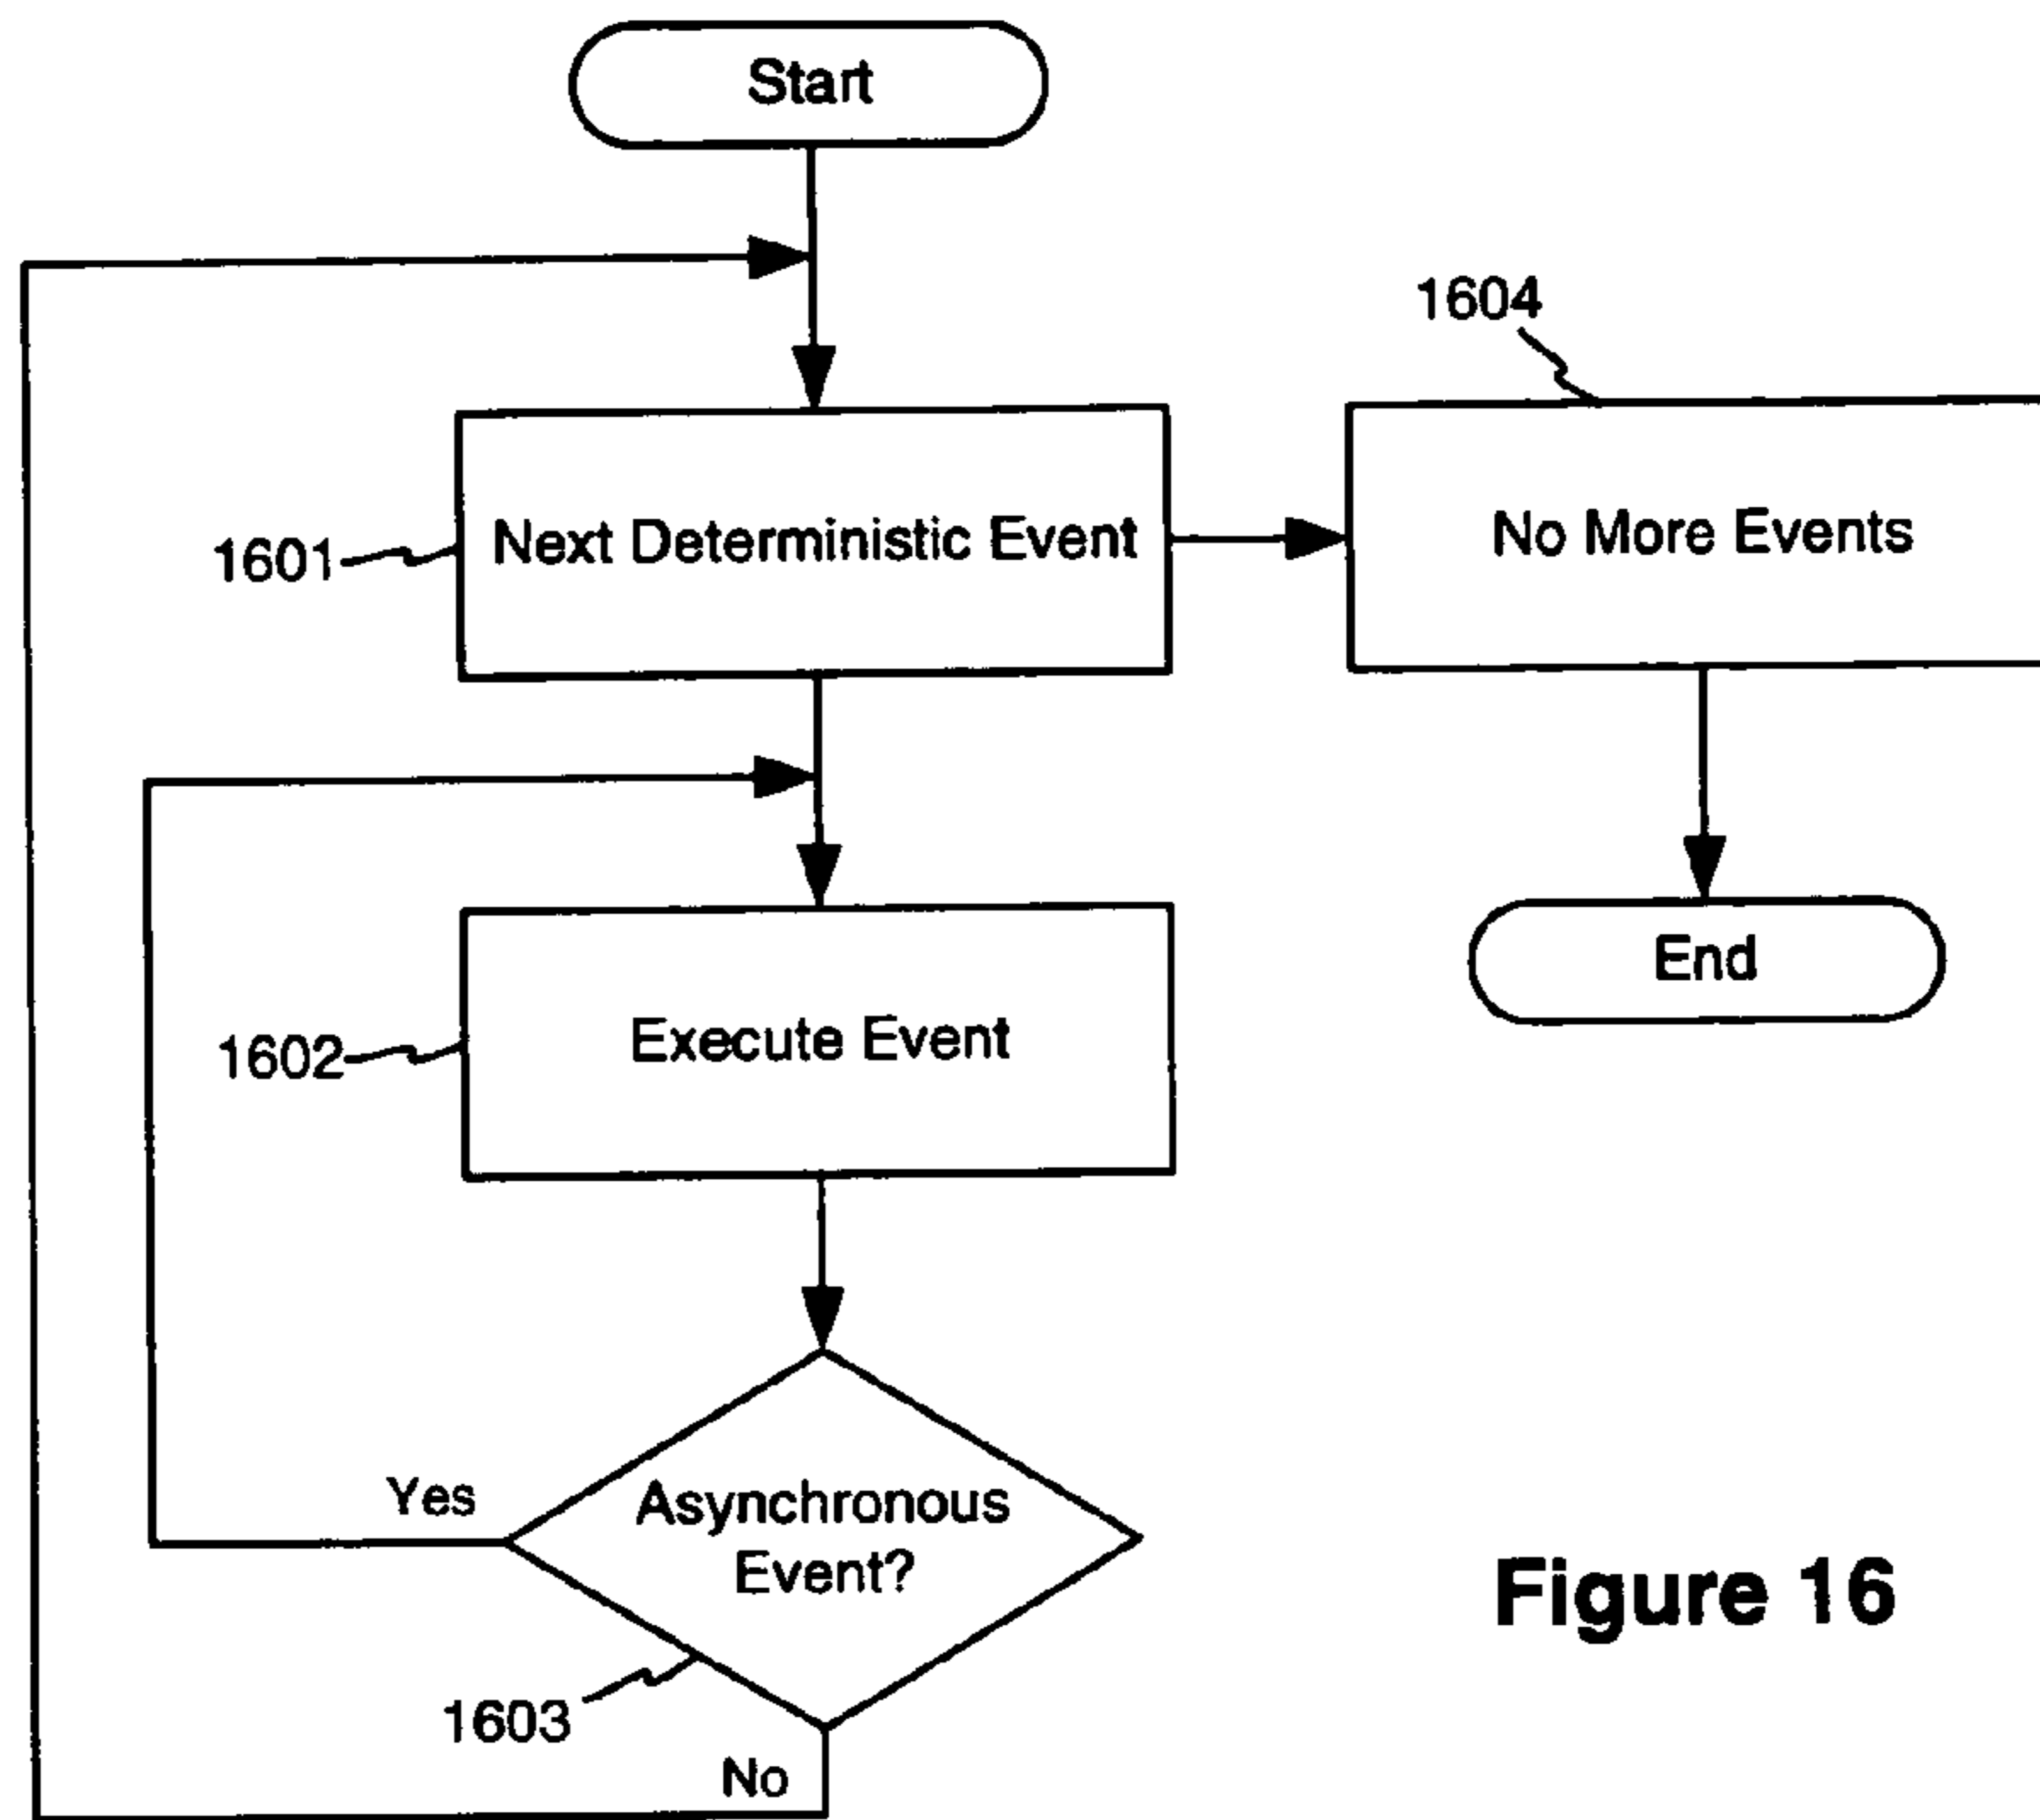 Start
1604
1601
Next Deterministic Event
No More Events
1602
Execute Event
End
Yes
Asynchronous
Event?
1603
No
Figure 16